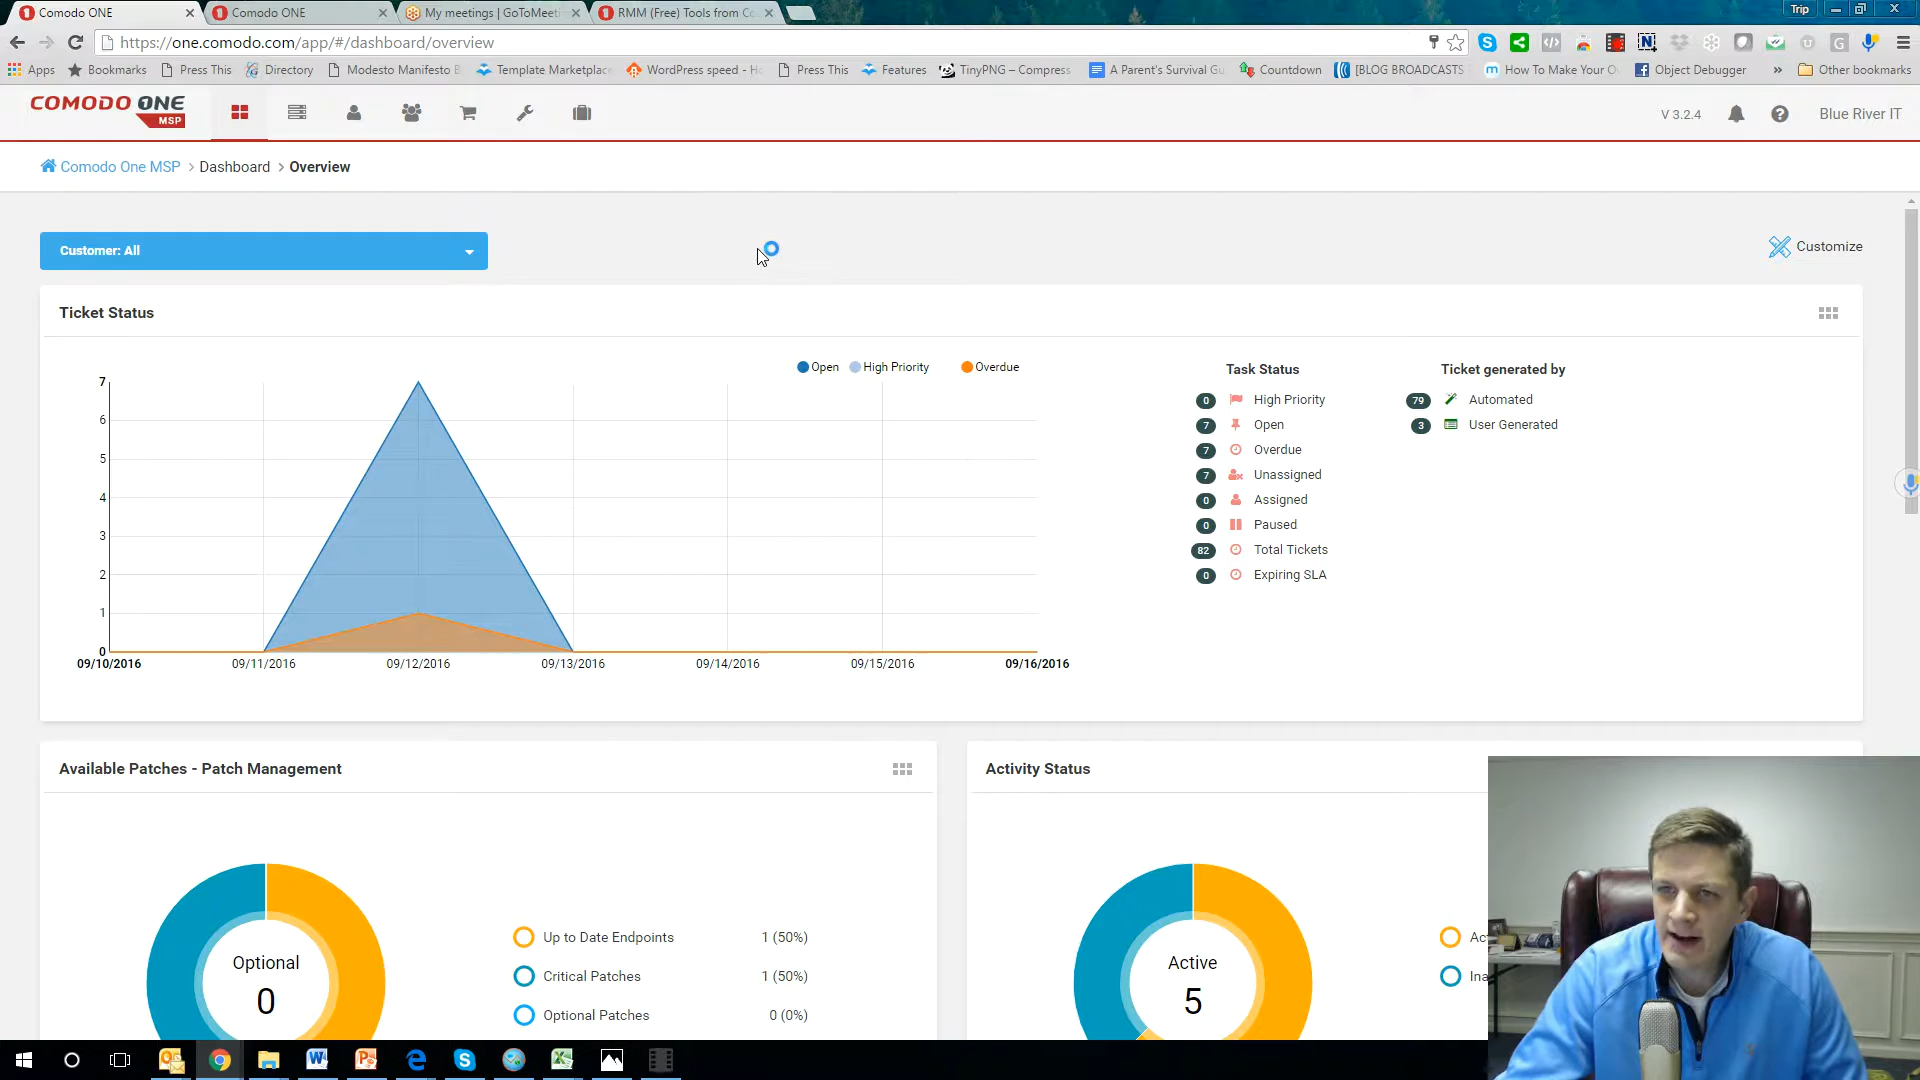 Comodo ONE
Comodo ONE
My meetings | GoToMeeti
RMM (Free) Tools from Co
Trip
https://one.comodo.com/app/#/dashboard/overview
Apps
Bookmarks
Press This
Directory
Modesto Manifesto
Template Marketplace
WordPress speed - H
Press This
Features
TinyPNG – Compress
A Parent's Survival Gu
Countdown
[BLOG BROADCASTS
How To Make Your O
Object Debugger
»
Other bookmarks
COMODO ONE
MSP
V 3.2.4
Blue River IT
Comodo One MSP > Dashboard > Overview
Customer: All
Customize
Ticket Status
Open
High Priority
Overdue
7
6
5
4
3
2
1
0
09/10/2016
09/11/2016
09/12/2016
09/13/2016
09/14/2016
09/15/2016
09/16/2016
Task Status
0 High Priority
7 Open
7 Overdue
7 Unassigned
0 Assigned
0 Paused
82 Total Tickets
0 Expiring SLA
Ticket generated by
79 Automated
3 User Generated
Available Patches - Patch Management
Optional
0
Up to Date Endpoints 1 (50%)
Critical Patches 1 (50%)
Optional Patches 0 (0%)
Activity Status
Active
5
Ac
Ina